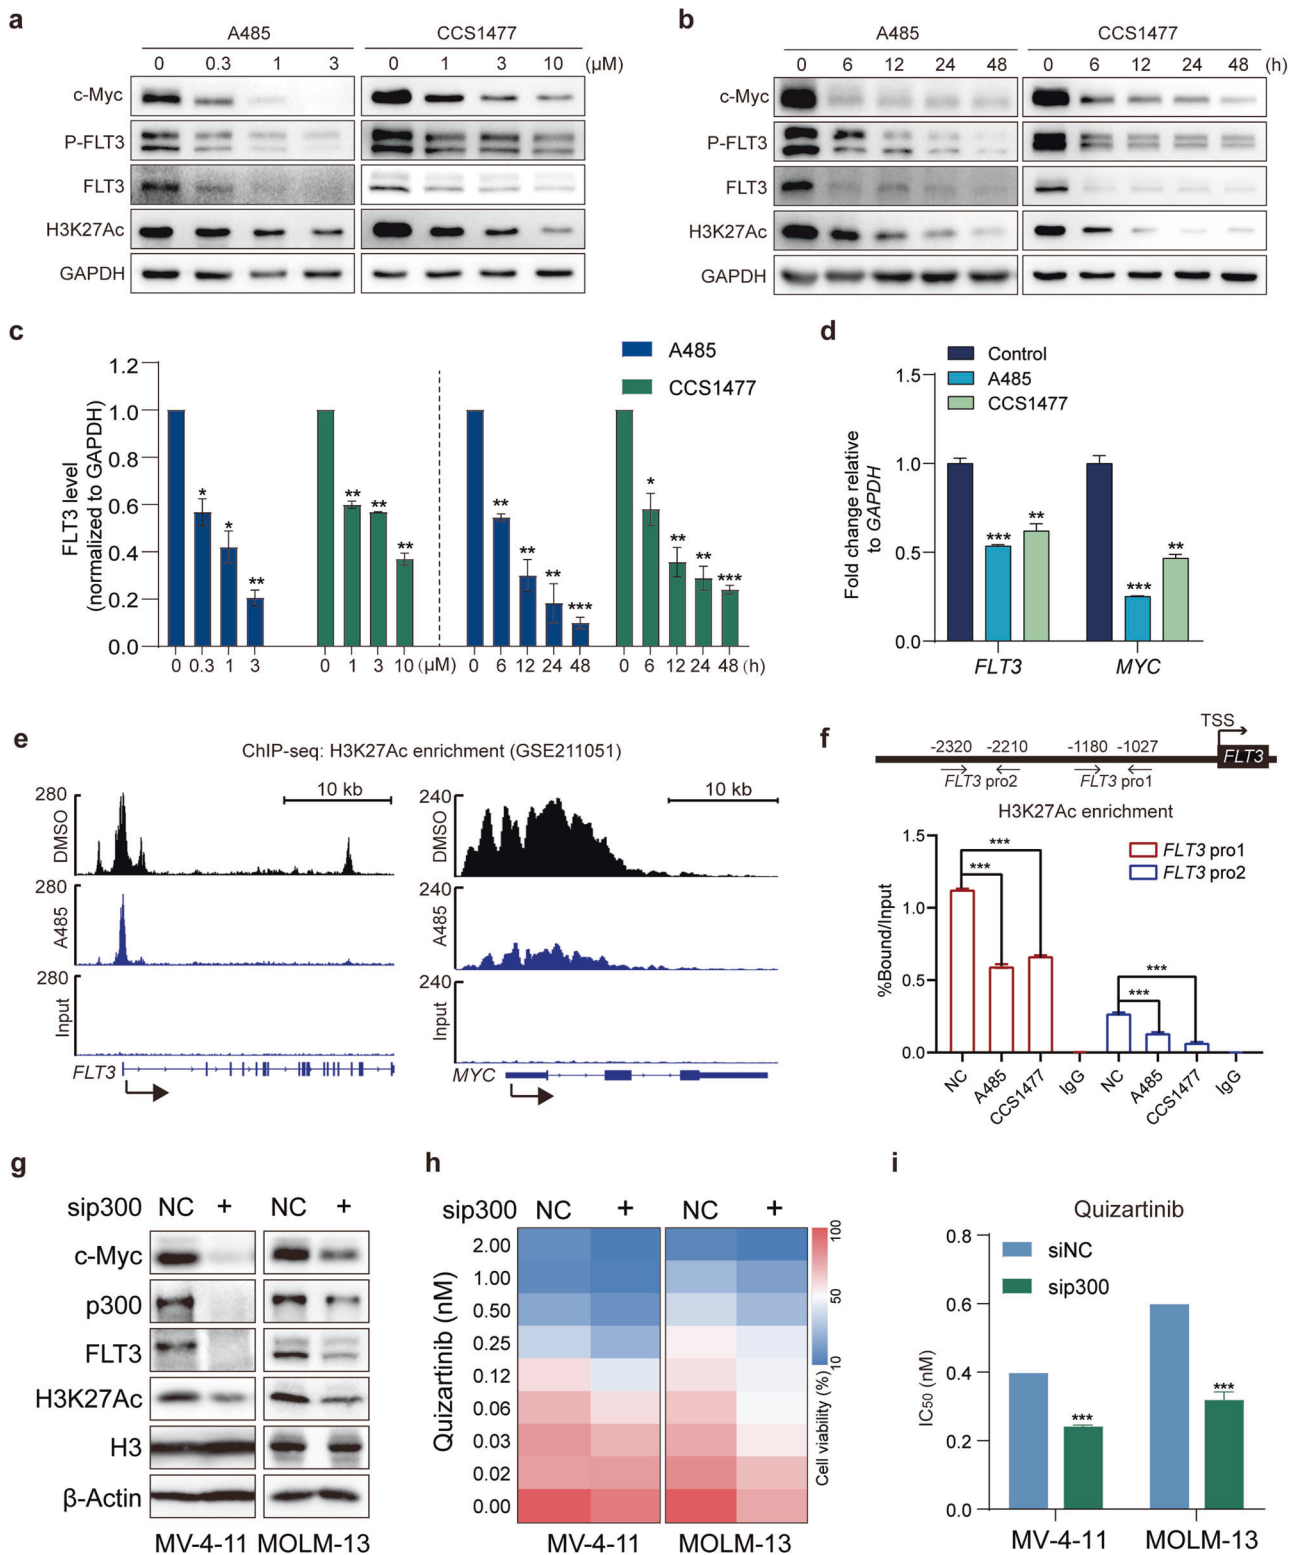 a
A485 CCS1477
0 0.3 1 3 0 1 3 10 (μM)
c-Myc
P-FLT3
FLT3
H3K27Ac
GAPDH
b
A485 CCS1477
0 6 12 24 48 0 6 12 24 48 (h)
c-Myc
P-FLT3
FLT3
H3K27Ac
GAPDH
c
A485
CCS1477
FLT3 level
(normalized to GAPDH)
1.2
1.0
0.8
0.6
0.4
0.2
0.0
* * ** ** ** ** ** ** ** *** * ** ** ***
0 0.3 1 3 0 1 3 10 (μM) 0 6 12 24 48 0 6 12 24 48 (h)
d
Control
A485
CCS1477
Fold change relative
to GAPDH
1.5
1.0
0.5
0.0
*** ** *** **
FLT3 MYC
e
ChIP-seq: H3K27Ac enrichment (GSE211051)
10 kb 10 kb
280 240
DMSO DMSO
280 240
A485 A485
280 240
Input Input
FLT3 MYC
f
TSS
-2320 -2210 -1180 -1027 FLT3
FLT3 pro2 FLT3 pro1
H3K27Ac enrichment
FLT3 pro1
FLT3 pro2
%Bound/Input
1.5
1.0
0.5
0.0
*** *** *** ***
NC A485 CCS1477 IgG NC A485 CCS1477 IgG
g
sip300 NC + NC +
c-Myc
p300
FLT3
H3K27Ac
H3
β-Actin
MV-4-11 MOLM-13
h
sip300 NC + NC +
Quizartinib (nM)
2.00
1.00
0.50
0.25
0.12
0.06
0.03
0.02
0.00
100
50
10
Cell viability (%)
MV-4-11 MOLM-13
i
Quizartinib
siNC
sip300
IC50 (nM)
0.8
0.6
0.4
0.2
0.0
*** ***
MV-4-11 MOLM-13